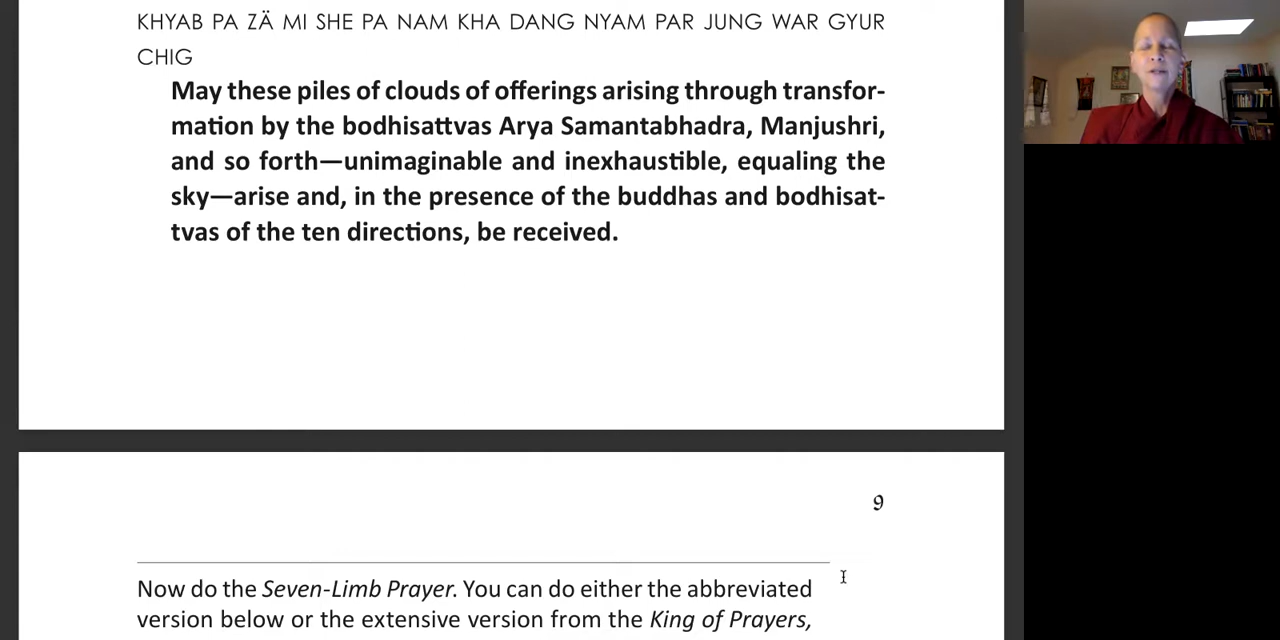 KHYAB PA ZÄ MI SHE PA NAM KHA DANG NYAM PAR JUNG WAR GYUR
CHIG
May these piles of clouds of offerings arising through transfor-
mation by the bodhisattvas Arya Samantabhadra, Manjushri,
and so forth—unimaginable and inexhaustible, equaling the
sky—arise and, in the presence of the buddhas and bodhisat-
tvas of the ten directions, be received.
9
Now do the Seven-Limb Prayer. You can do either the abbreviated
version below or the extensive version from the King of Prayers,